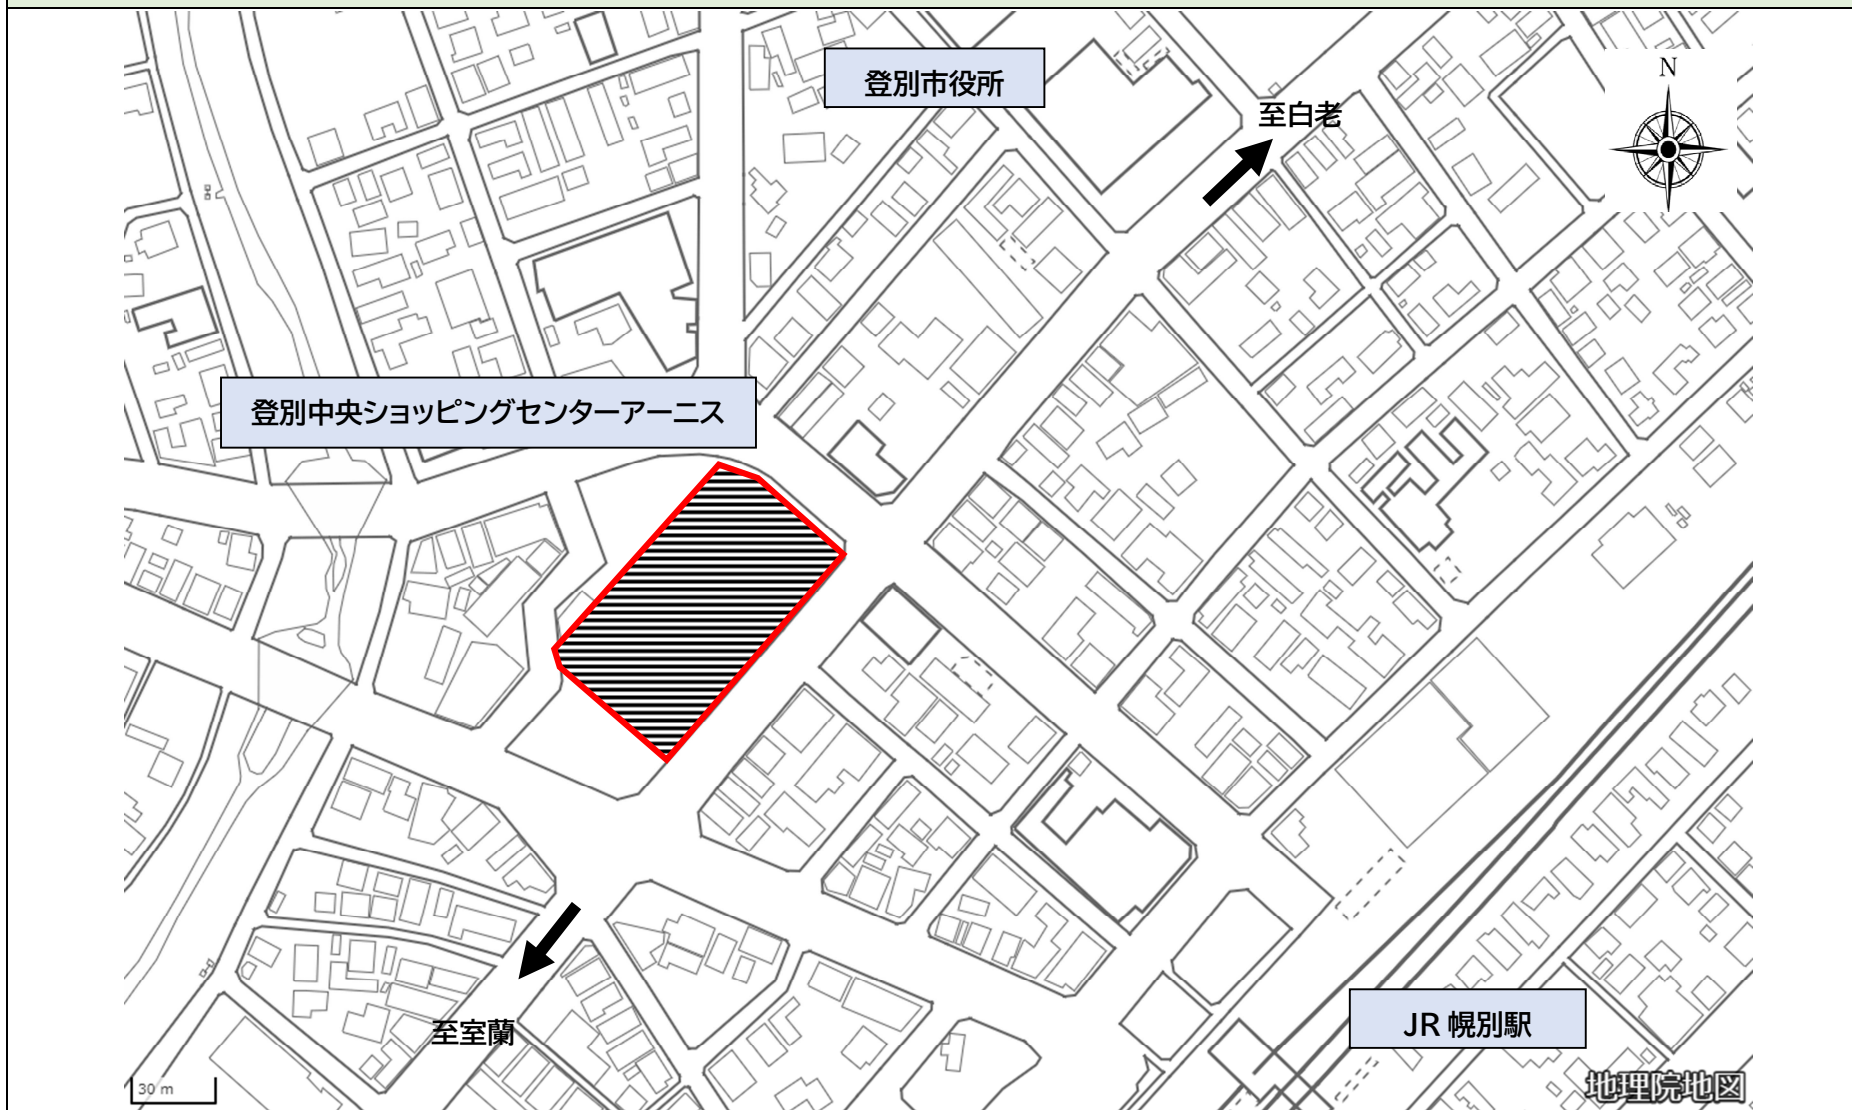 登別市役所
N
至白老
登別中央ショッピングセンターアーニス
至室蘭
JR 幌別駅
30 m
地理院地図